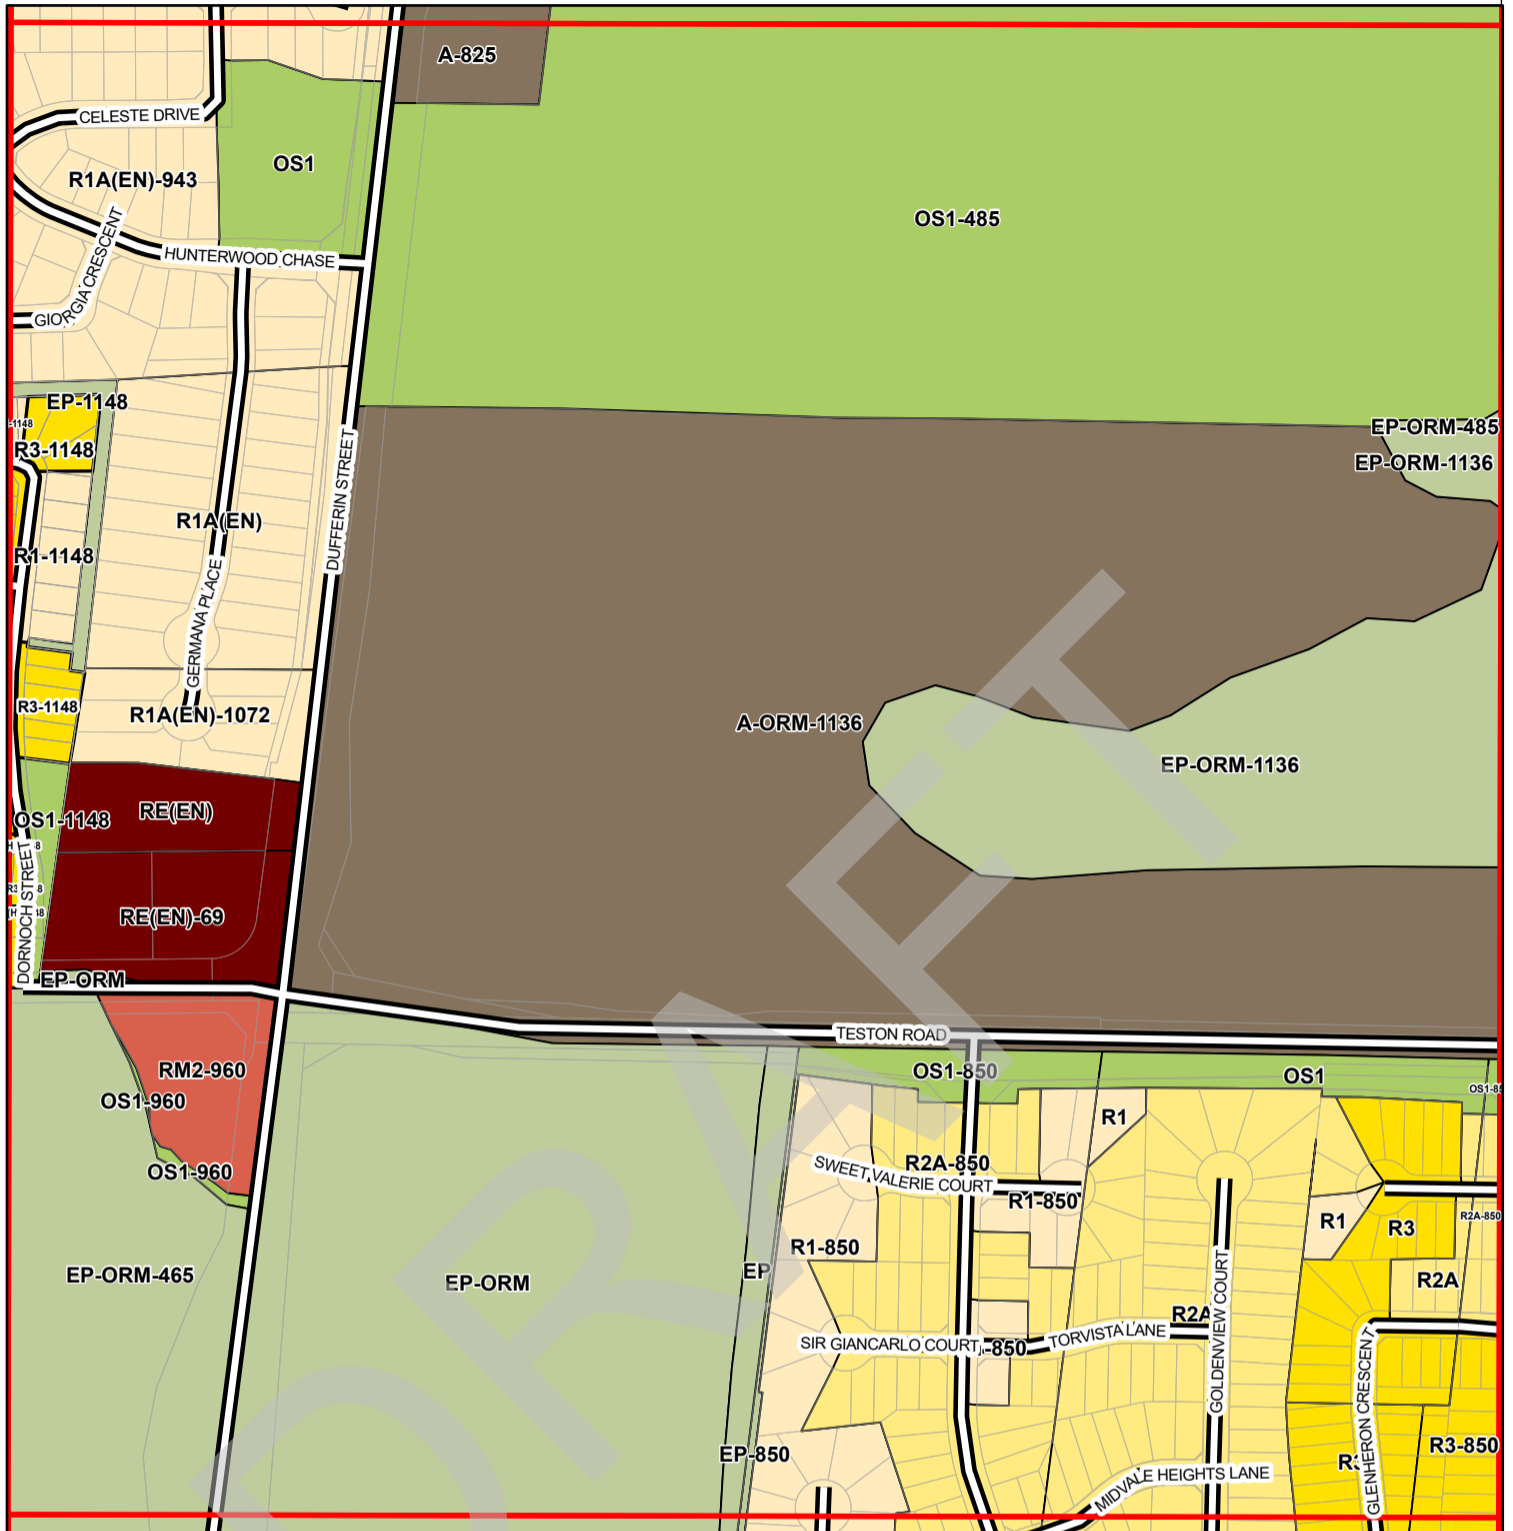 A-825
CELESTE DRIVE
OS1
R1A(EN)-943
OS1-485
GIORGIA CRESCENT
HUNTERWOOD CHASE
EP-1148
-1148
R3-1148
EP-ORM-485
EP-ORM-1136
R1A(EN)
DUFFERIN STREET
R1-1148
GERMANA PLACE
R3-1148
R1A(EN)-1072
A-ORM-1136
EP-ORM-1136
RE(EN)
OS1-1148
DORNOCH STREET
RE(EN)-69
EP-ORM
TESTON ROAD
RM2-960
OS1-850
OS1
OS1-960
R1
R2A-850
SWEET VALERIE COURT
OS1-960
R1-850
R1
R3
R2A-850
R1-850
EP
EP-ORM-465
EP-ORM
R2A
R2A
GOLDENVIEW COURT
SIR GIANCARLO COURT
-850
TORVISTA LANE
GLENHERON CRESCENT
EP-850
R3
R3-850
MIDVALE HEIGHTS LANE
DRAFT